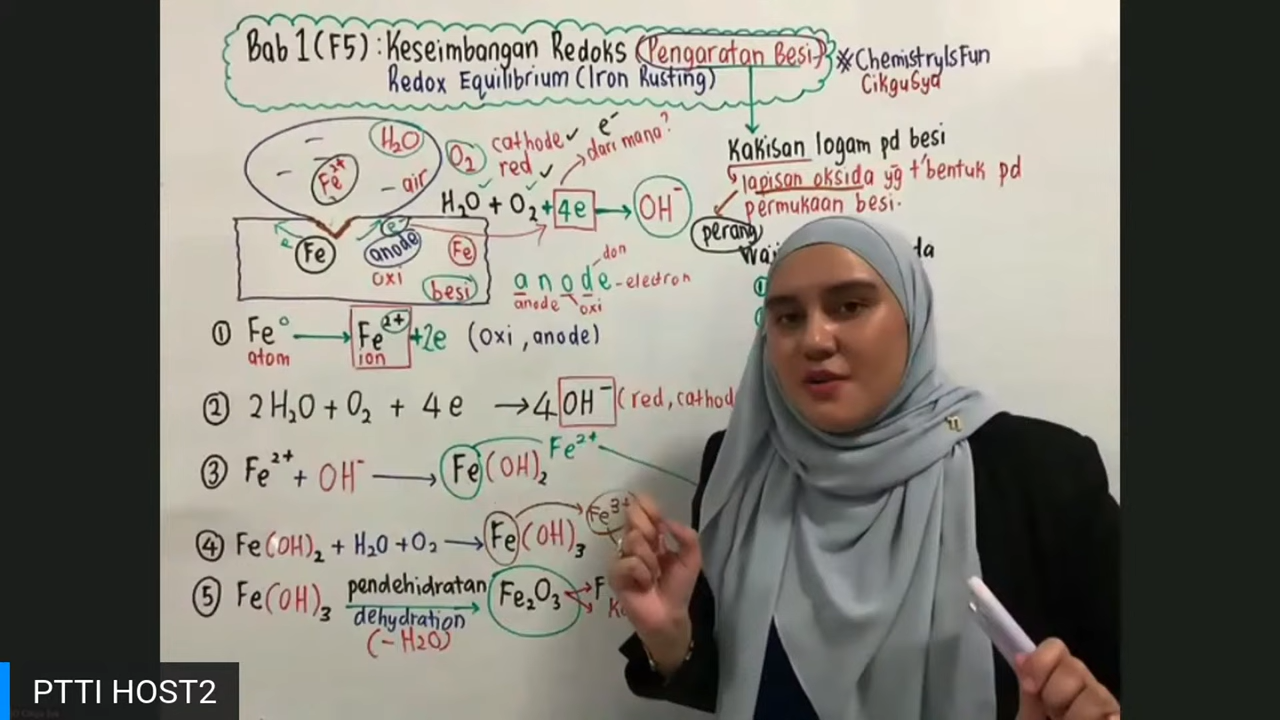 Bab 1 (F5) : Keseimbangan Redoks (Pengaratan Besi)
Redox Equilibrium (Iron Rusting)
#ChemistryIsFun
CikguSya
H₂O
Fe²⁺
air
O₂
cathode ✓
red ✓
e⁻
dari mana?
H₂O + O₂ + 4e → OH⁻
Kakisan logam pd besi
lapisan oksida yg t'bentuk pd
permukaan besi.
perang
da
e
Fe
e⁻
anode
oxi
Fe
besi
don
anode - electron
anode oxi
① Fe° → Fe²⁺ + 2e (oxi, anode)
atom ion
② 2H₂O + O₂ + 4e → 4OH⁻ (red, cathod
③ Fe²⁺ + OH⁻ → Fe(OH)₂ Fe²⁺
④ Fe(OH)₂ + H₂O + O₂ → Fe(OH)₃ Fe³⁺
⑤ Fe(OH)₃ pendehidratan → Fe₂O₃ F
dehydration
(- H₂O)
PTTI HOST2